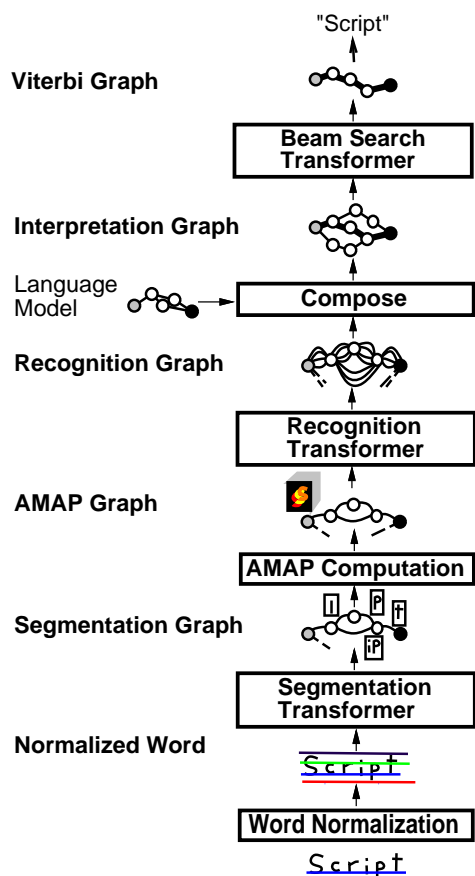 "Script"
Viterbi Graph
Beam Search
Transformer
Interpretation Graph
Language
Model
Compose
Recognition Graph
Recognition
Transformer
AMAP Graph
AMAP Computation
Segmentation Graph
i
p
t
ip
Segmentation
Transformer
Normalized Word
Script
Word Normalization
Script